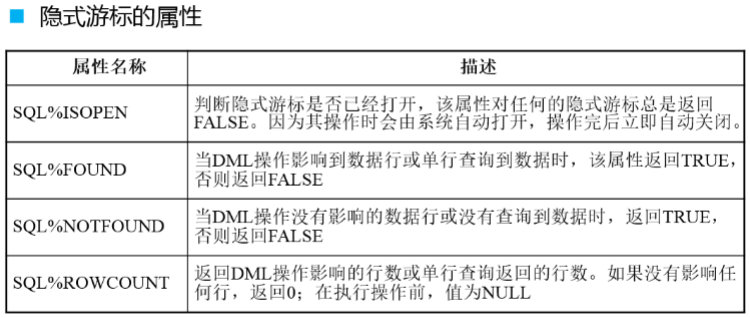 隐式游标的属性
属性名称 描述
SQL%ISOPEN 判断隐式游标是否已经打开，该属性对任何的隐式游标总是返回
FALSE。因为其操作时会由系统自动打开，操作完后立即自动关闭。
SQL%FOUND 当DML操作影响到数据行或单行查询到数据时，该属性返回TRUE，
否则返回FALSE
SQL%NOTFOUND 当DML操作没有影响的数据行或没有查询到数据时，返回TRUE，
否则返回FALSE
SQL%ROWCOUNT 返回DML操作影响的行数或单行查询返回的行数。如果没有影响任
何行，返回0；在执行操作前，值为NULL